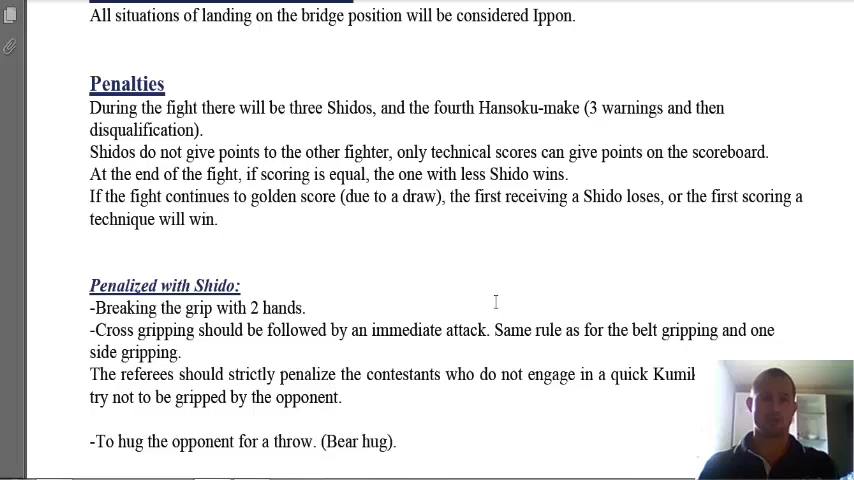 All situations of landing on the bridge position will be considered Ippon.
Penalties
During the fight there will be three Shidos, and the fourth Hansoku-make (3 warnings and then
disqualification).
Shidos do not give points to the other fighter, only technical scores can give points on the scoreboard.
At the end of the fight, if scoring is equal, the one with less Shido wins.
If the fight continues to golden score (due to a draw), the first receiving a Shido loses, or the first scoring a
technique will win.
Penalized with Shido:
-Breaking the grip with 2 hands.
-Cross gripping should be followed by an immediate attack. Same rule as for the belt gripping and one
side gripping.
The referees should strictly penalize the contestants who do not engage in a quick
try not to be gripped by the opponent.
-To hug the opponent for a throw. (Bear hug).